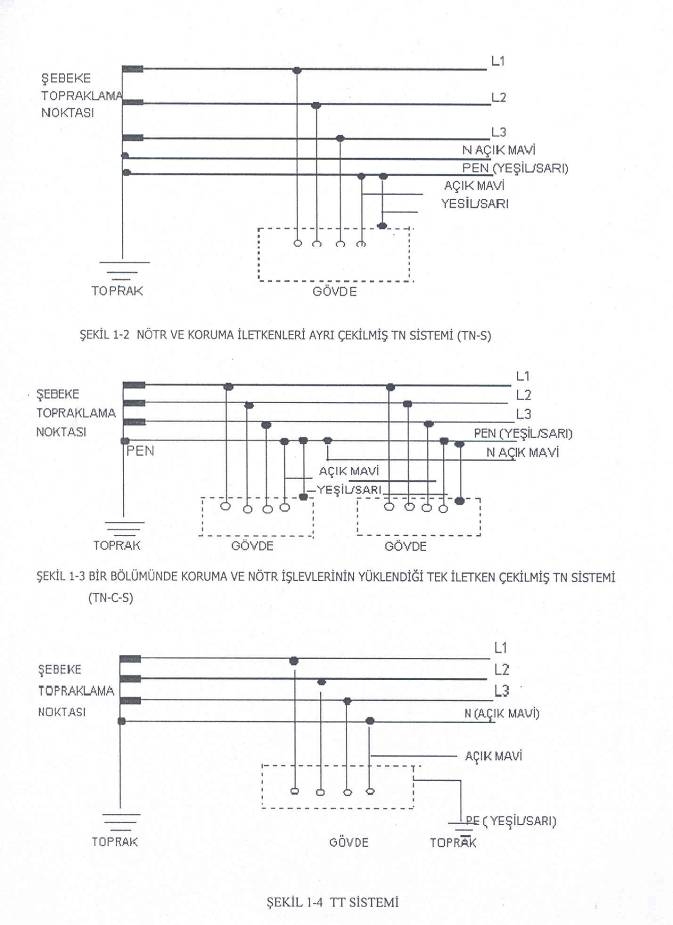 L1
ŞEBEKE
TOPRAKLAMA
L2
NOKTASI
L3
N AÇIK MAVİ
PEN (YEŞİL/SARI)
AÇIK MAVİ
YESİL/SARI
TOPRAK
GÖVDE
ŞEKİL 1-2 NÖTR VE KORUMA İLETKENLERİ AYRI ÇEKİLMİŞ TN SİSTEMİ (TN-S)
L1
ŞEBEKE
L2
TOPRAKLAMA
L3
NOKTASI
PEN (YEŞİL/SARI)
PEN
N AÇIK MAVİ
AÇIK MAVİ
YEŞİL/SARI
TOPRAK
GÖVDE
GÖVDE
ŞEKİL 1-3 BİR BÖLÜMÜNDE KORUMA VE NÖTR İŞLEVLERİNİN YÜKLENDİĞİ TEK İLETKEN ÇEKİLMİŞ TN SİSTEMİ
(TN-C-S)
L1
ŞEBEKE
L2
TOPRAKLAMA
L3
NOKTASI
N (AÇIK MAVİ)
AÇIK MAVİ
PE ( YEŞİL/SARI)
TOPRAK
GÖVDE
TOPRAK
ŞEKİL 1-4 TT SİSTEMİ